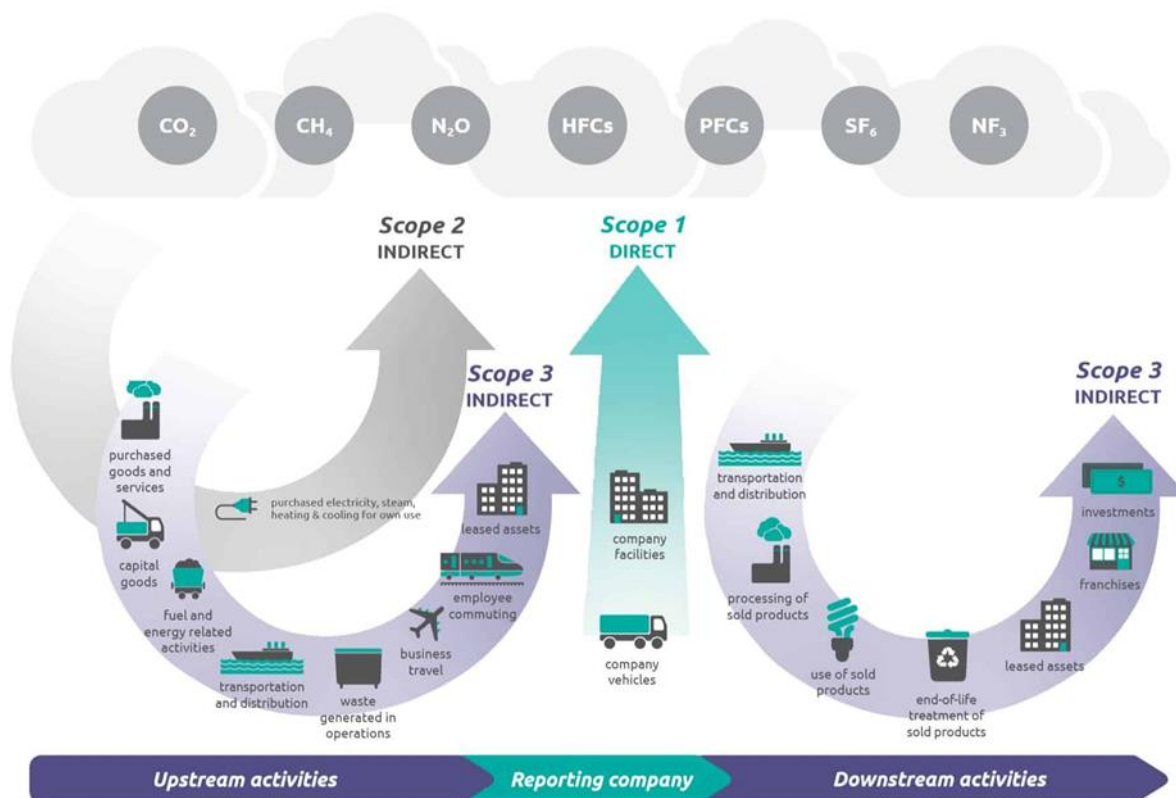 CO₂
CH₄
N₂O
HFCs
PFCs
SF₆
NF₃
Scope 2
INDIRECT
Scope 1
DIRECT
Scope 3
INDIRECT
Scope 3
INDIRECT
purchased
goods and
services
capital
goods
fuel and
energy related
activities
transportation
and distribution
waste
generated in
operations
business
travel
employee
commuting
leased assets
purchased electricity, steam,
heating & cooling for own use
company
facilities
company
vehicles
transportation
and distribution
processing of
sold products
use of sold
products
end-of-life
treatment of
sold products
leased assets
franchises
$
investments
Upstream activities
Reporting company
Downstream activities